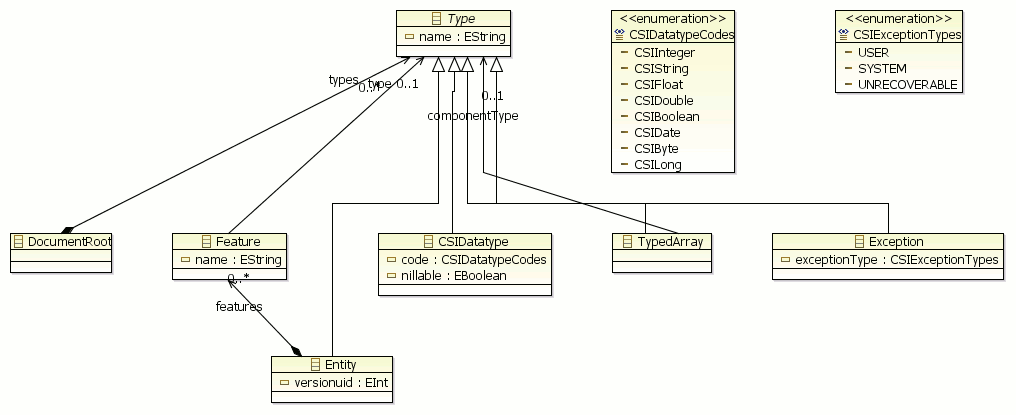 Type
name : EString
<<enumeration>>
CSIDatatypeCodes
CSIInteger
CSIString
CSIFloat
CSIDouble
CSIBoolean
CSIDate
CSIByte
CSILong
<<enumeration>>
CSIExceptionTypes
USER
SYSTEM
UNRECOVERABLE
types
0..*
type 0..1
0..1
componentType
DocumentRoot
Feature
name : EString
0..*
features
CSIDatatype
code : CSIDatatypeCodes
nillable : EBoolean
TypedArray
Exception
exceptionType : CSIExceptionTypes
Entity
versionuid : EInt